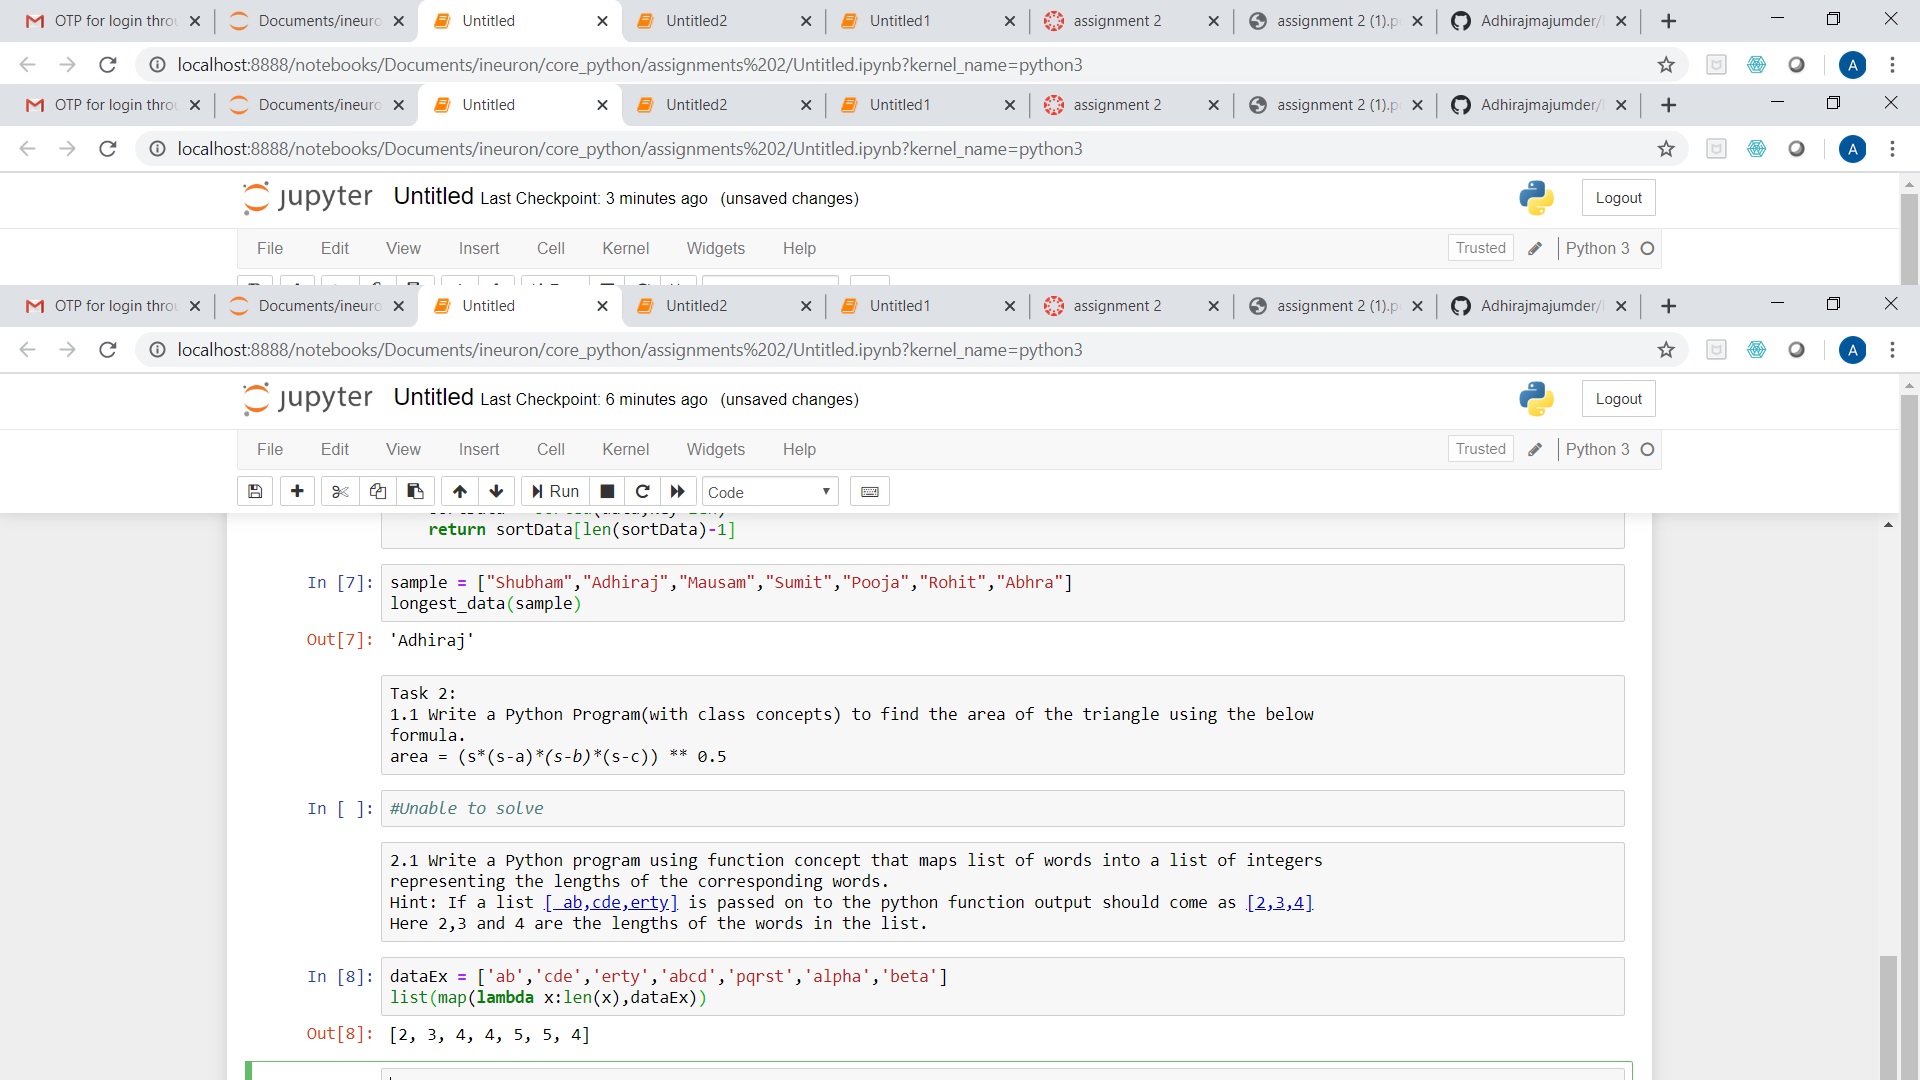 OTP for login throu Documents/ineuro Untitled Untitled2 Untitled1 assignment 2 assignment 2 (1).p Adhirajmajumder/
localhost:8888/notebooks/Documents/ineuron/core_python/assignments%202/Untitled.ipynb?kernel_name=python3 A
OTP for login throu Documents/ineuro Untitled Untitled2 Untitled1 assignment 2 assignment 2 (1).p Adhirajmajumder/
localhost:8888/notebooks/Documents/ineuron/core_python/assignments%202/Untitled.ipynb?kernel_name=python3 A
jupyter Untitled Last Checkpoint: 3 minutes ago (unsaved changes) Logout
File Edit View Insert Cell Kernel Widgets Help Trusted Python 3
OTP for login throu Documents/ineuro Untitled Untitled2 Untitled1 assignment 2 assignment 2 (1).p Adhirajmajumder/
localhost:8888/notebooks/Documents/ineuron/core_python/assignments%202/Untitled.ipynb?kernel_name=python3 A
jupyter Untitled Last Checkpoint: 6 minutes ago (unsaved changes) Logout
File Edit View Insert Cell Kernel Widgets Help Trusted Python 3
Run Code
return sortData[len(sortData)-1]
In [7]: sample = ["Shubham","Adhiraj","Mausam","Sumit","Pooja","Rohit","Abhra"]
longest_data(sample)
Out[7]: 'Adhiraj'
Task 2:
1.1 Write a Python Program(with class concepts) to find the area of the triangle using the below
formula.
area = (s*(s-a)*(s-b)*(s-c)) ** 0.5
In [ ]: #Unable to solve
2.1 Write a Python program using function concept that maps list of words into a list of integers
representing the lengths of the corresponding words.
Hint: If a list [ ab,cde,erty] is passed on to the python function output should come as [2,3,4]
Here 2,3 and 4 are the lengths of the words in the list.
In [8]: dataEx = ['ab','cde','erty','abcd','pqrst','alpha','beta']
list(map(lambda x:len(x),dataEx))
Out[8]: [2, 3, 4, 4, 5, 5, 4]